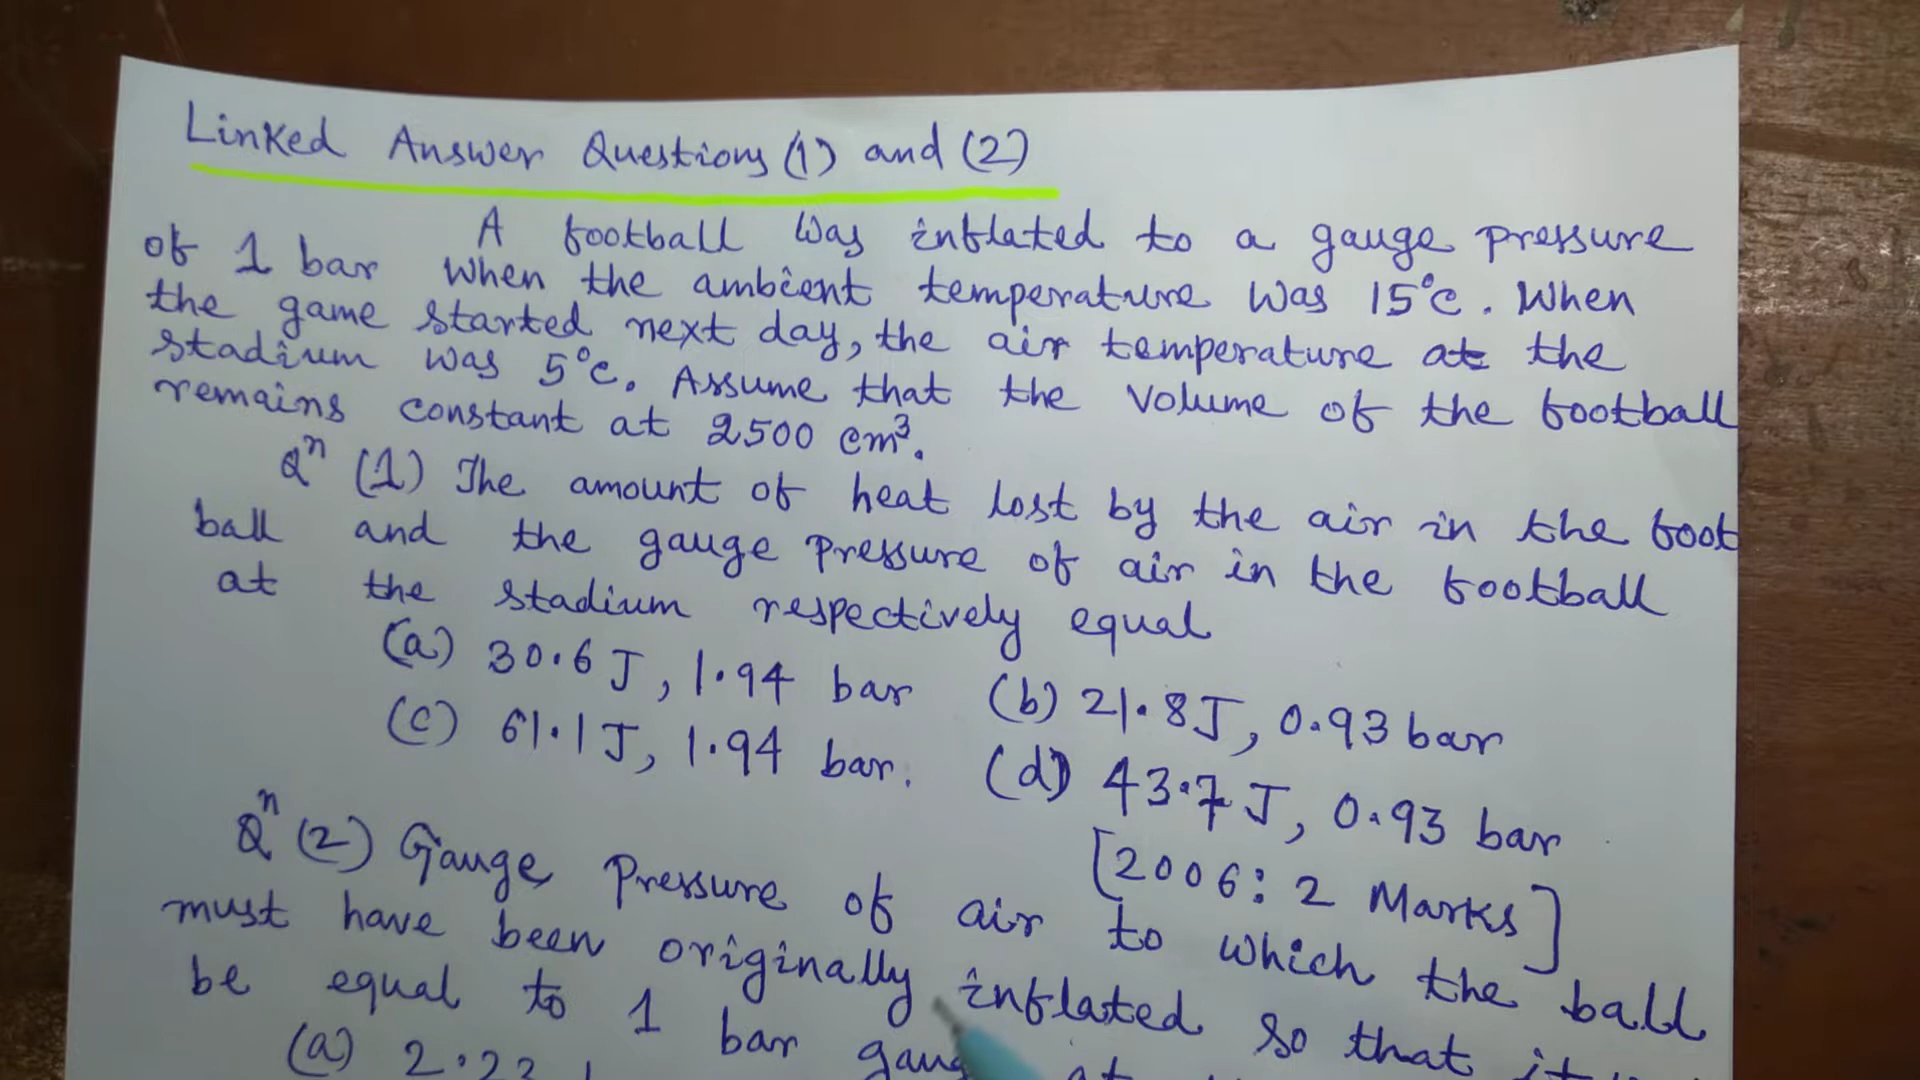 Linked Answer Questions (1) and (2)
A football was inflated to a gauge pressure
of 1 bar when the ambient temperature was 15°C. When
the game started next day, the air temperature at the
stadium was 5°C. Assume that the volume of the football
remains constant at 2500 cm³.
Qⁿ (1) The amount of heat lost by the air in the foot
ball and the gauge pressure of air in the football
at the stadium respectively equal
(a) 30.6 J, 1.94 bar (b) 21.8J, 0.93 bar
(c) 61.1 J, 1.94 bar. (d) 43.7 J, 0.93 bar
[2006: 2 Marks]
Qⁿ (2) Gauge pressure of air to which the ball
must have been originally inflated so that it
be equal to 1 bar
(a) 2.23